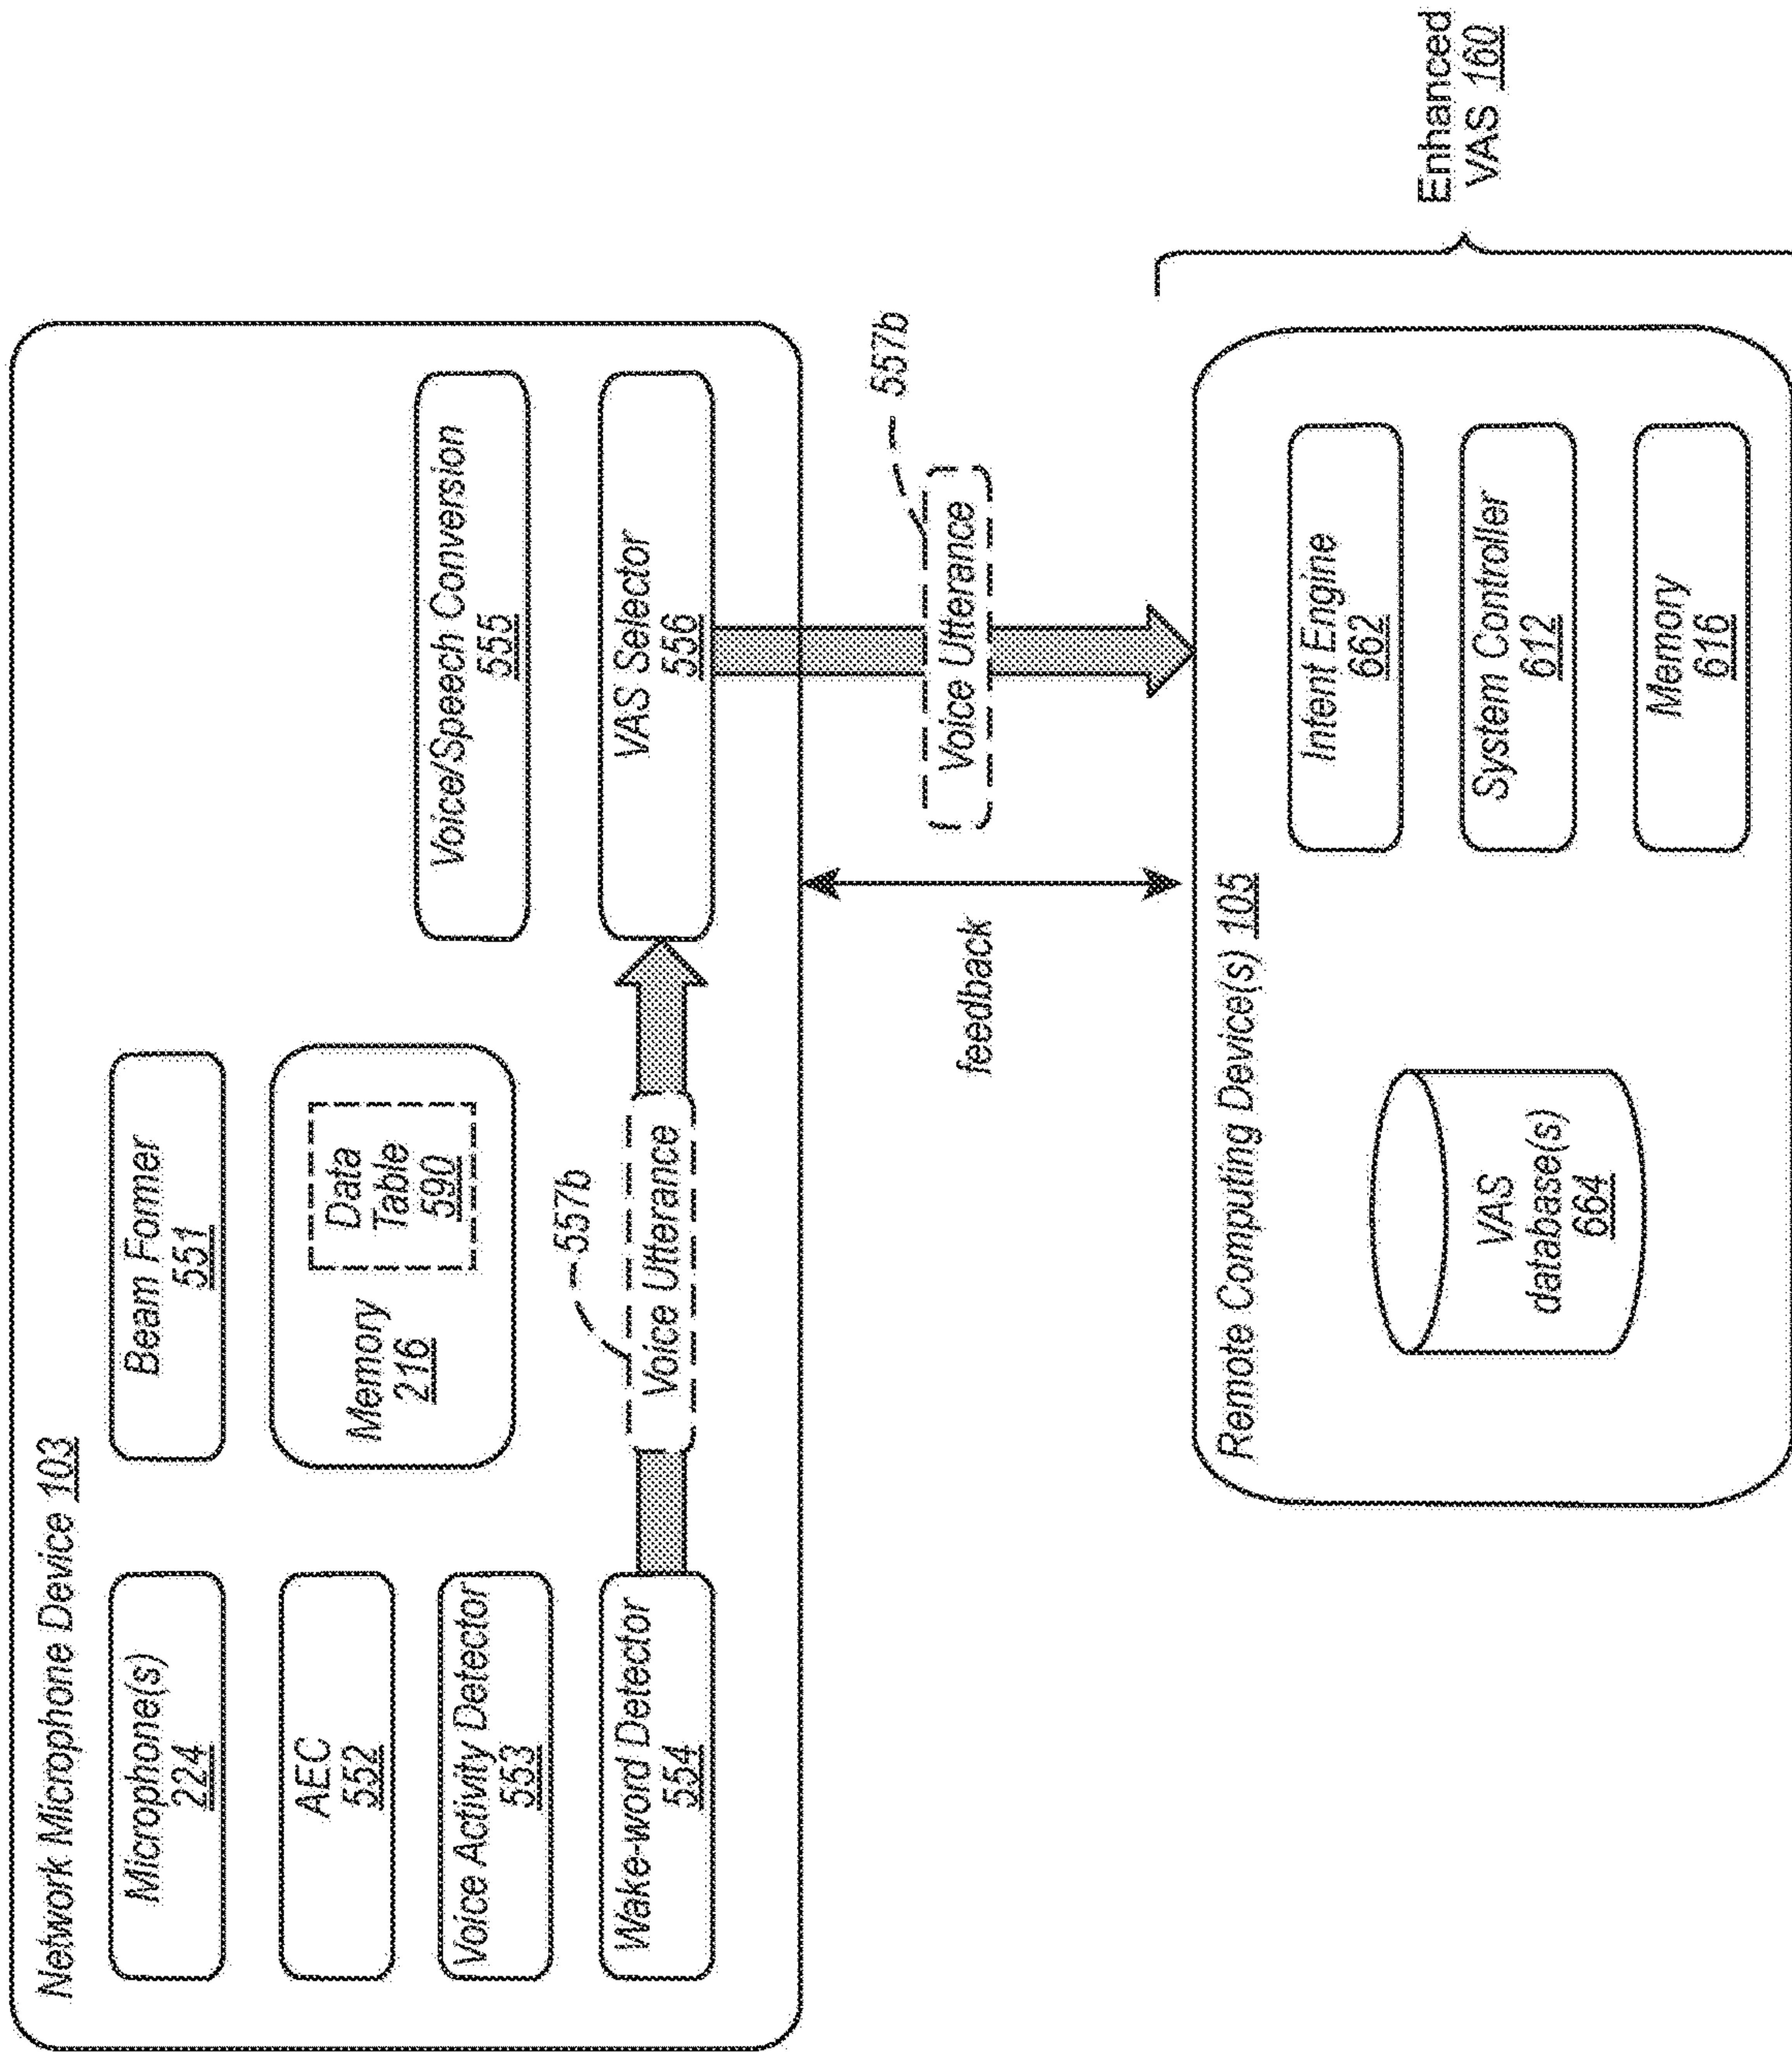 Network Microphone Device 103
Microphone(s)
224
Beam Former
551
AEC
552
Memory
216
Data
Table
590
Voice Activity Detector
553
Voice/Speech Conversion
555
557b
Wake-word Detector
554
Voice Utterance
VAS Selector
556
feedback
Voice Utterance
557b
Remote Computing Device(s) 105
VAS
database(s)
664
Intent Engine
662
System Controller
612
Memory
616
Enhanced
VAS 160